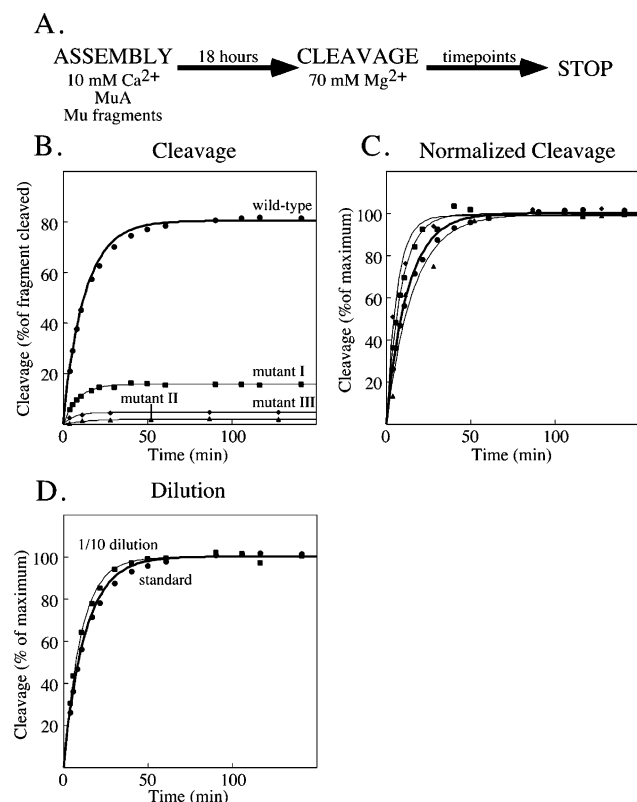 A.
ASSEMBLY 18 hours CLEAVAGE timepoints STOP
10 mM Ca2+ 70 mM Mg2+
MuA
Mu fragments
B. Cleavage
Cleavage (%of fragment cleaved)
80
60
40
20
wild-type
mutant I
mutant II
mutant III
0 50 100
Time (min)
C. Normalized Cleavage
Cleavage (%of maximum)
100
80
60
40
20
0 50 100
Time (min)
D. Dilution
Cleavage (% of maximum)
100
80
60
40
20
1/10 dilution
standard
0 50 100
Time (min)